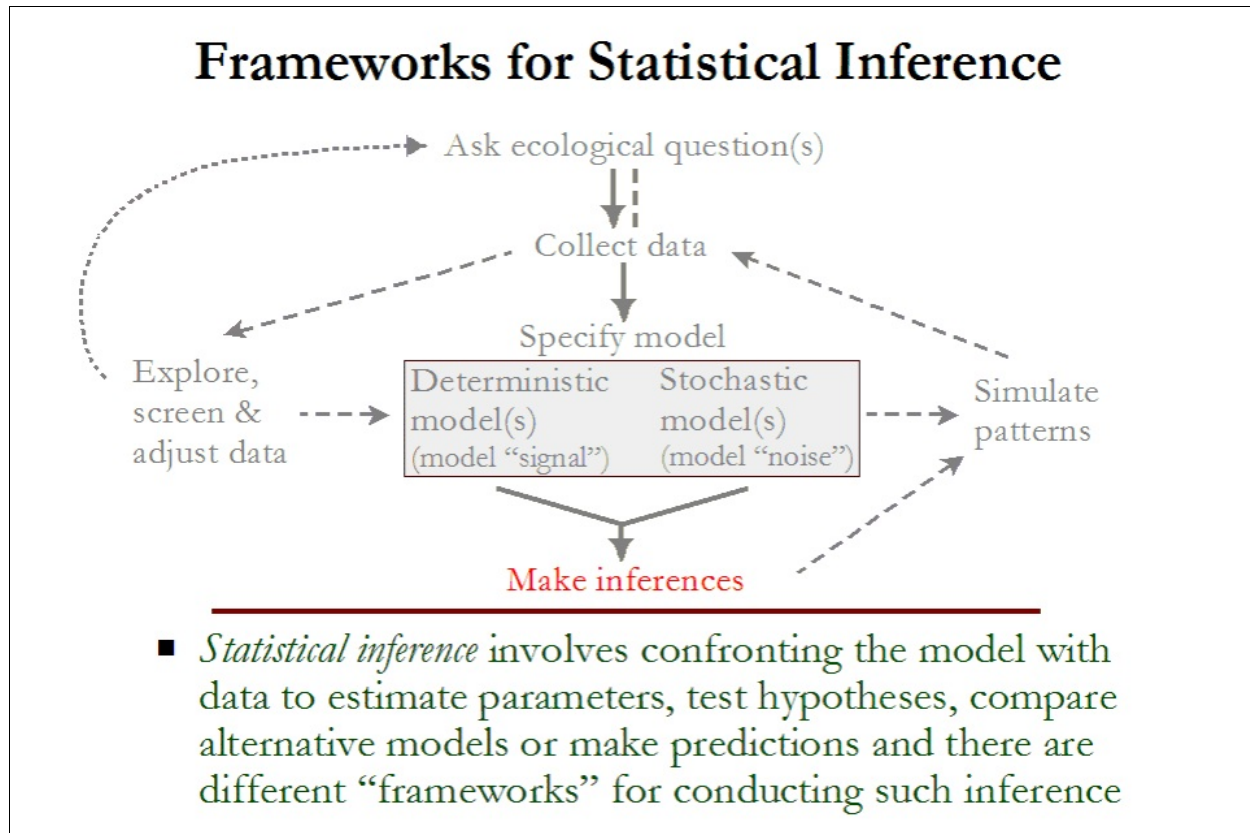 Frameworks for Statistical Inference
Ask ecological question(s)
Collect data
Specify model
Explore,
screen &
adjust data
Deterministic
model(s)
(model “signal”)
Stochastic
model(s)
(model “noise”)
Simulate
patterns
Make inferences
■ Statistical inference involves confronting the model with
data to estimate parameters, test hypotheses, compare
alternative models or make predictions and there are
different “frameworks” for conducting such inference